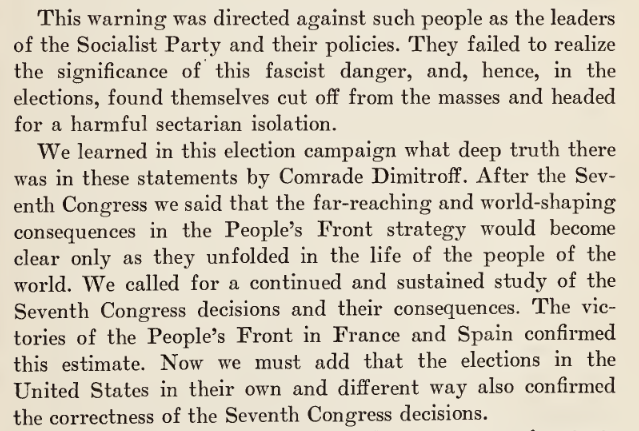 This warning was directed against such people as the leaders
of the Socialist Party and their policies. They failed to realize
the significance of this fascist danger, and, hence, in the
elections, found themselves cut off from the masses and headed
for a harmful sectarian isolation.
We learned in this election campaign what deep truth there
was in these statements by Comrade Dimitroff. After the Sev-
enth Congress we said that the far-reaching and world-shaping
consequences in the People's Front strategy would become
clear only as they unfolded in the life of the people of the
world. We called for a continued and sustained study of the
Seventh Congress decisions and their consequences. The vic-
tories of the People's Front in France and Spain confirmed
this estimate. Now we must add that the elections in the
United States in their own and different way also confirmed
the correctness of the Seventh Congress decisions.